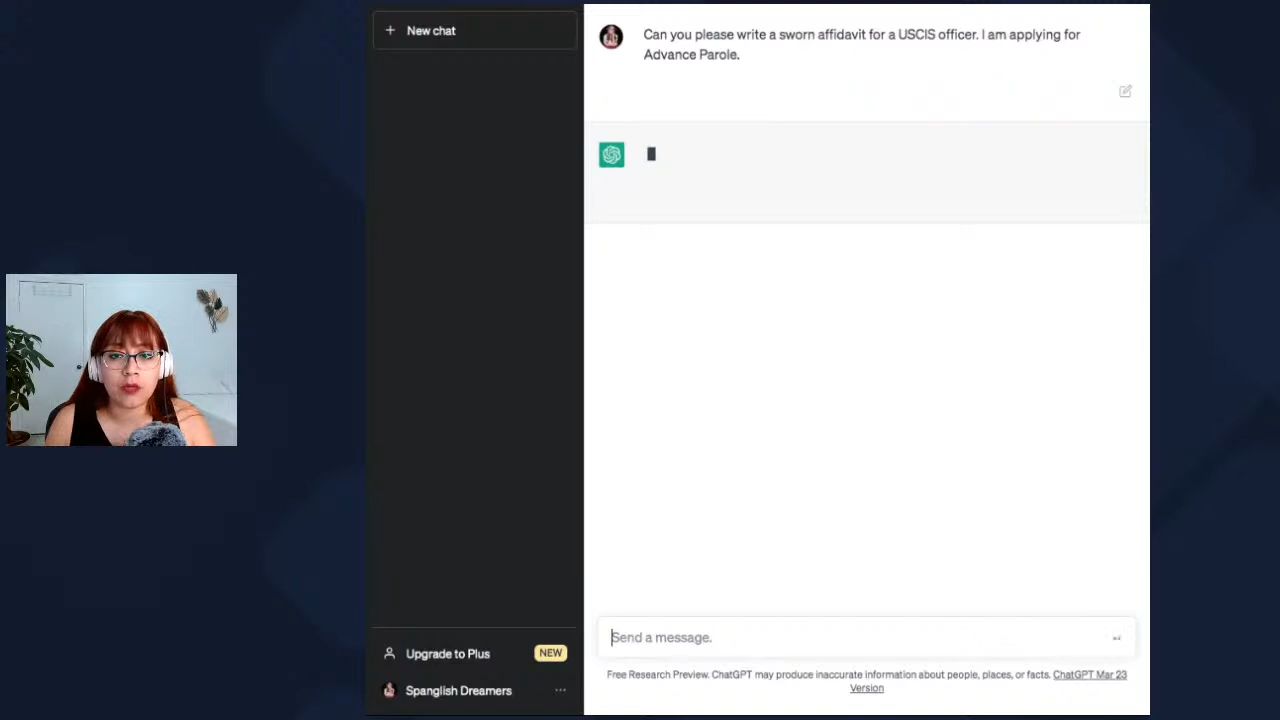 New chat
Can you please write a sworn affidavit for a USCIS officer. I am applying for
Advance Parole.
Send a message.
Upgrade to Plus NEW
Spanglish Dreamers
Free Research Preview. ChatGPT may produce inaccurate information about people, places, or facts. ChatGPT Mar 23
Version